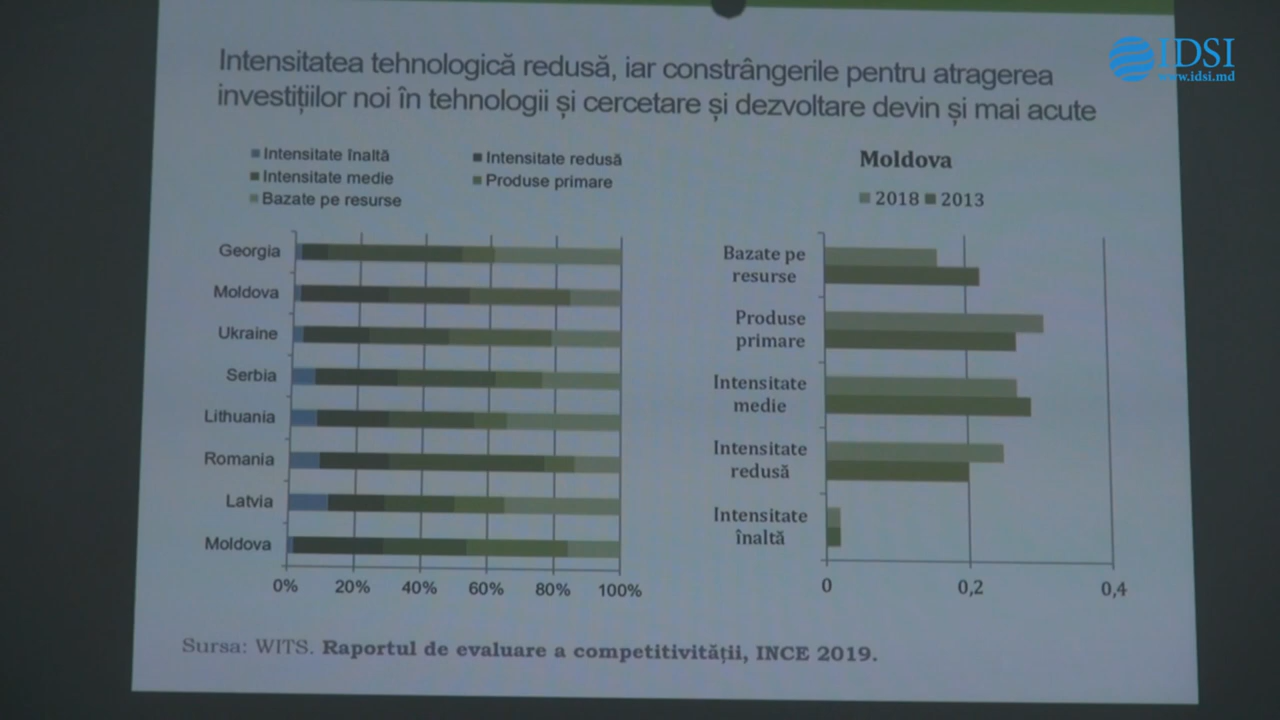 IDSI
www.idsi.md
Intensitatea tehnologică redusă, iar constrângerile pentru atragerea
investițiilor noi în tehnologii și cercetare și dezvoltare devin și mai acute
Intensitate înaltă
Intensitate redusă
Intensitate medie
Produse primare
Bazate pe resurse
Georgia
Moldova
Ukraine
Serbia
Lithuania
Romania
Latvia
Moldova
0% 20% 40% 60% 80% 100%
Moldova
2018 2013
Bazate pe
resurse
Produse
primare
Intensitate
medie
Intensitate
redusă
Intensitate
înaltă
0 0,2 0,4
Sursa: WITS. Raportul de evaluare a competitivității, INCE 2019.